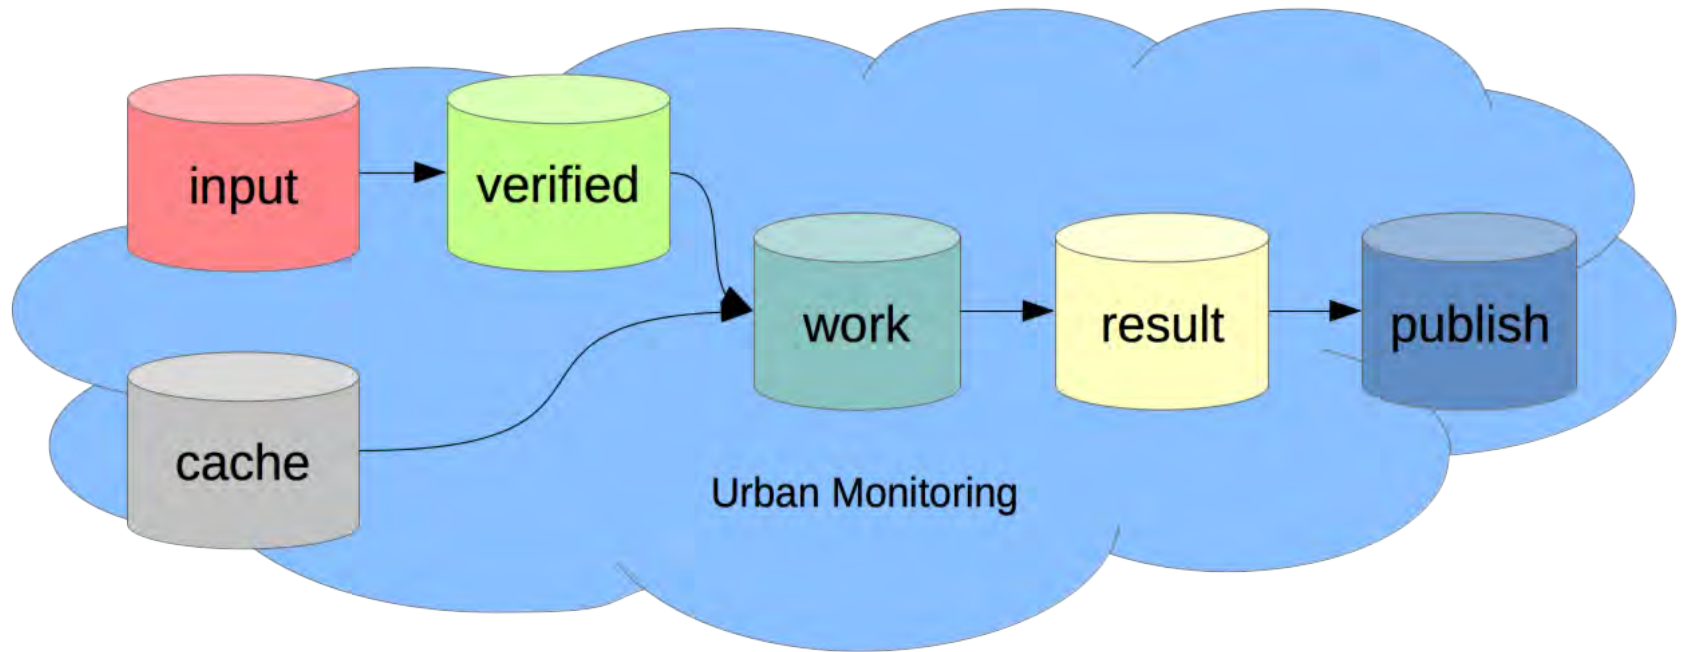 input
verified
work
result
publish
cache
Urban Monitoring